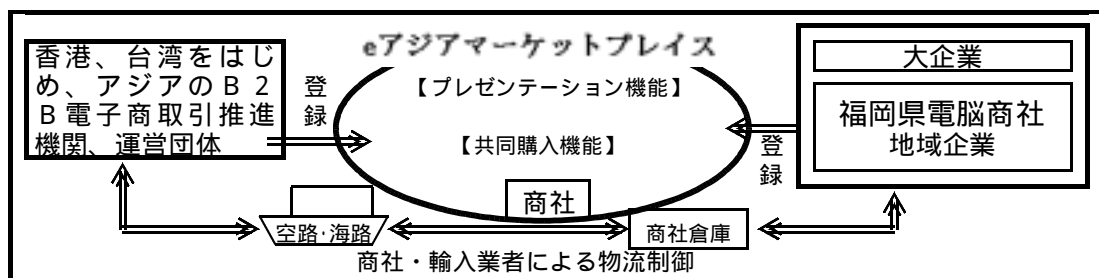 eアジアマーケットプレイス
香港、台湾をはじ
め、アジアのＢ２
Ｂ電子商取引推進
機関、運営団体
登録
【プレゼンテーション機能】
【共同購入機能】
商社
登録
大企業
福岡県電脳商社
地域企業
空路･海路
商社倉庫
商社・輸入業者による物流制御